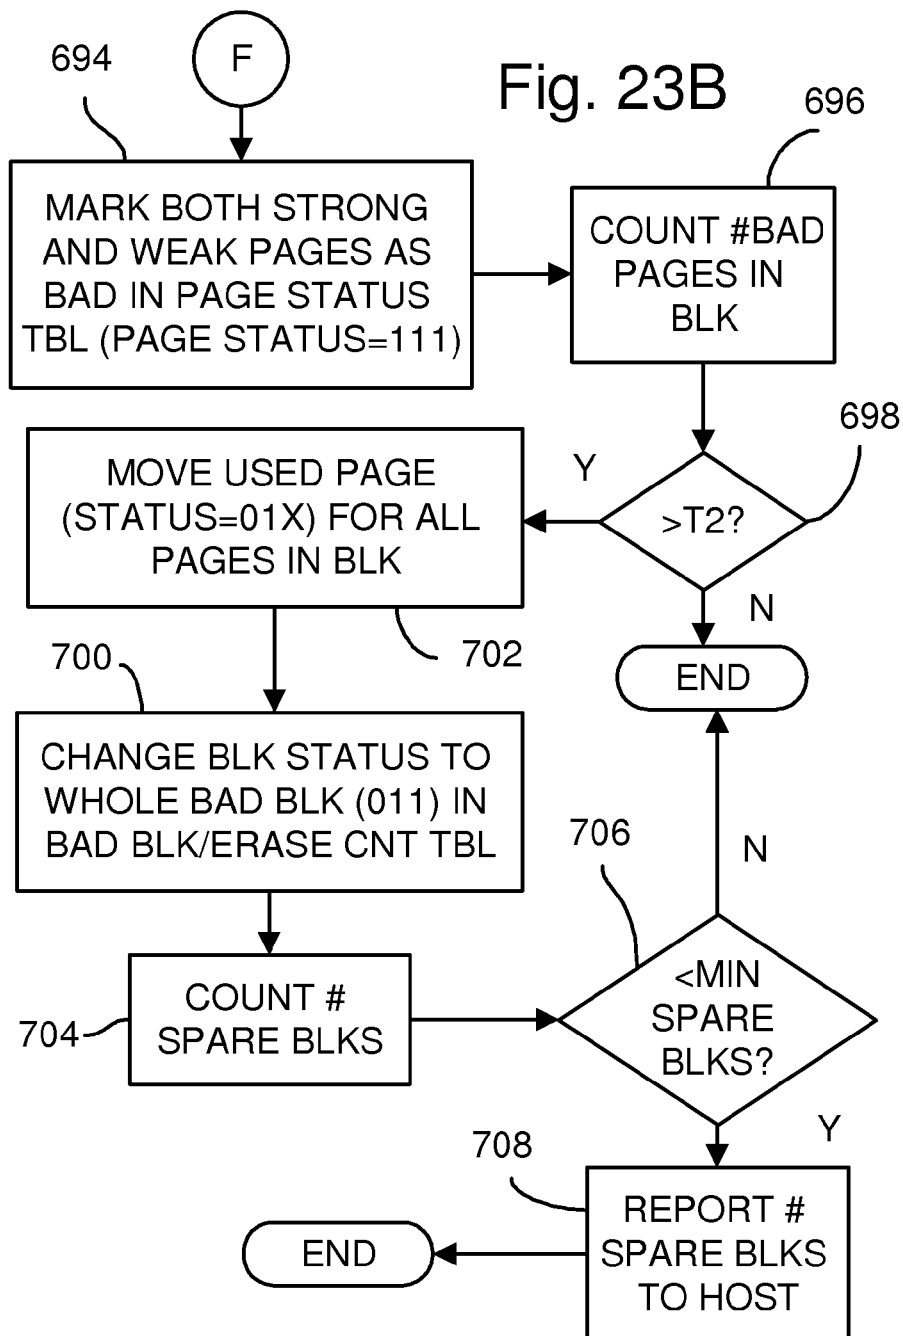 F
Fig. 23B
694
696
MARK BOTH STRONG
AND WEAK PAGES AS
BAD IN PAGE STATUS
TBL (PAGE STATUS=111)
COUNT #BAD
PAGES IN
BLK
698
>T2?
Y
N
MOVE USED PAGE
(STATUS=01X) FOR ALL
PAGES IN BLK
702
END
700
CHANGE BLK STATUS TO
WHOLE BAD BLK (011) IN
BAD BLK/ERASE CNT TBL
704
COUNT #
SPARE BLKS
706
N
<MIN
SPARE
BLKS?
Y
708
REPORT #
SPARE BLKS
TO HOST
END